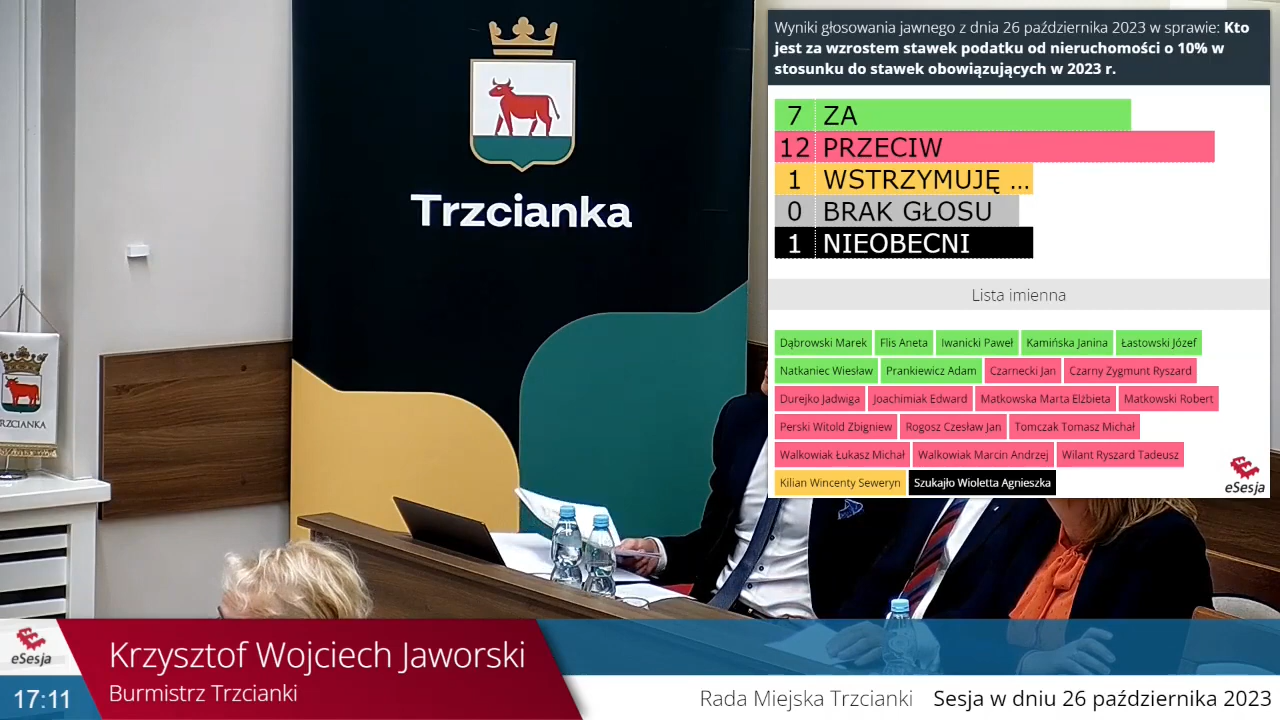 Wyniki głosowania jawnego z dnia 26 października 2023 w sprawie: Kto
jest za wzrostem stawek podatku od nieruchomości o 10% w
stosunku do stawek obowiązujących w 2023 r.
7 ZA
12 PRZECIW
1 WSTRZYMUJĘ ...
0 BRAK GŁOSU
1 NIEOBECNI
Lista imienna
Dąbrowski Marek Flis Aneta Iwanicki Paweł Kamińska Janina Łastowski Józef
Natkaniec Wiesław Prankiewicz Adam Czarnecki Jan Czarny Zygmunt Ryszard
Durejko Jadwiga Joachimiak Edward Matkowska Marta Elżbieta Matkowski Robert
Perski Witold Zbigniew Rogosz Czesław Jan Tomczak Tomasz Michał
Walkowiak Łukasz Michał Walkowiak Marcin Andrzej Wilant Ryszard Tadeusz
Kilian Wincenty Seweryn Szukajło Wioletta Agnieszka
eSesja
Trzcianka
RZCIANKA
eSesja
Krzysztof Wojciech Jaworski
Burmistrz Trzcianki
17:11
Rada Miejska Trzcianki Sesja w dniu 26 października 2023